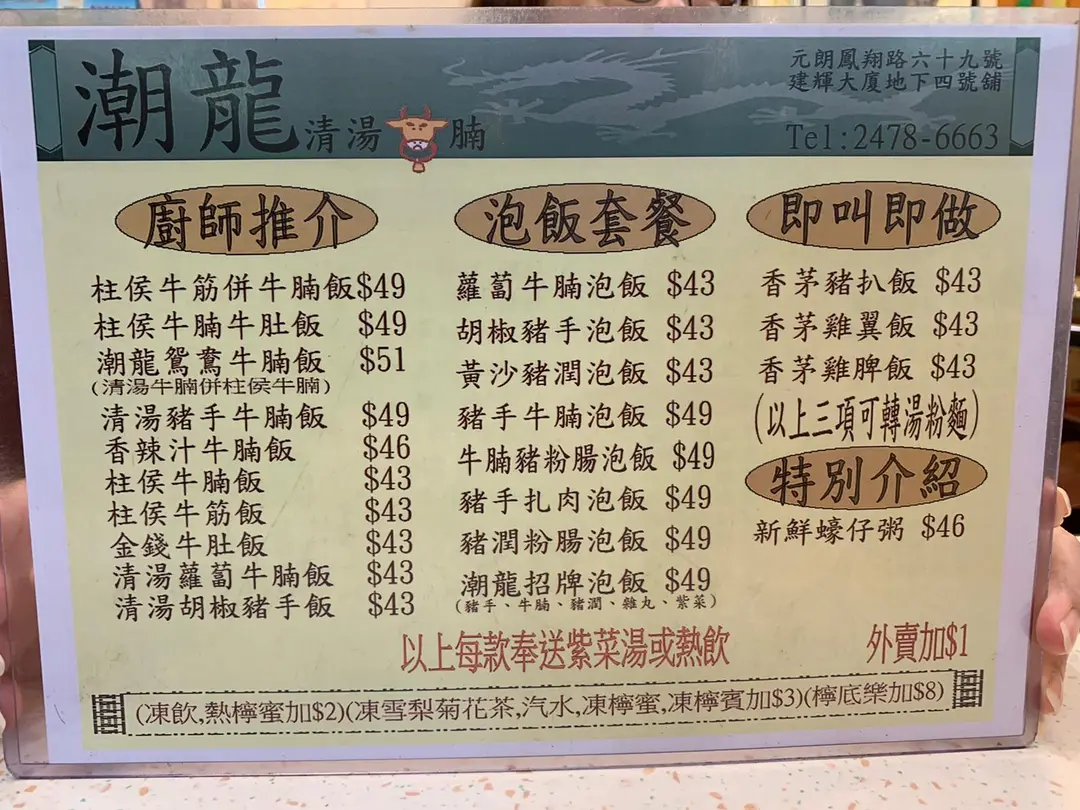 潮龍清湯腩
元朗鳳翔路六十九號
建輝大廈地下四號舖
Tel:2478-6663
廚師推介
柱侯牛筋併牛腩飯$49
柱侯牛腩牛肚飯 $49
潮龍鴛鴦牛腩飯 $51
(清湯牛腩併柱侯牛腩)
清湯豬手牛腩飯 $49
香辣汁牛腩飯 $46
柱侯牛腩飯 $43
柱侯牛筋飯 $43
金錢牛肚飯 $43
清湯蘿蔔牛腩飯 $43
清湯胡椒豬手飯 $43
泡飯套餐
蘿蔔牛腩泡飯 $43
胡椒豬手泡飯 $43
黃沙豬潤泡飯 $43
豬手牛腩泡飯 $49
牛腩豬粉腸泡飯 $49
豬手扎肉泡飯 $49
豬潤粉腸泡飯 $49
潮龍招牌泡飯 $49
(豬手、牛腩、豬潤、雜丸、紫菜)
即叫即做
香茅豬扒飯 $43
香茅雞翼飯 $43
香茅雞脾飯 $43
(以上三項可轉湯粉麵)
特別介紹
新鮮蠔仔粥 $46
以上每款奉送紫菜湯或熱飲
外賣加$1
(凍飲,熱檸蜜加$2)(凍雪梨菊花茶,汽水,凍檸蜜,凍檸賓加$3)(檸底樂加$8)